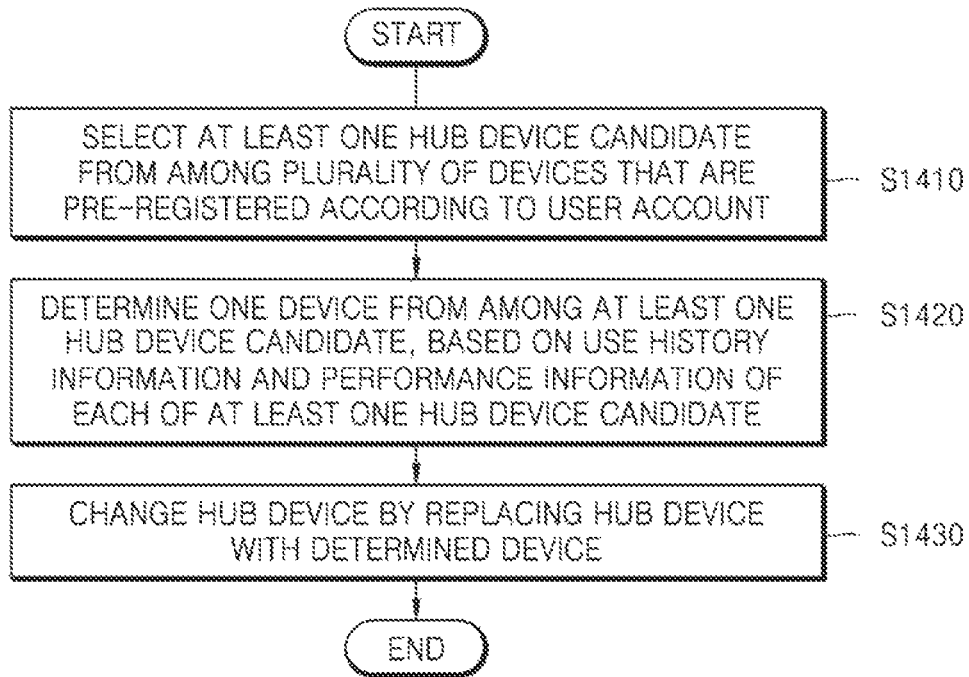 START
SELECT AT LEAST ONE HUB DEVICE CANDIDATE
FROM AMONG PLURALITY OF DEVICES THAT ARE
PRE-REGISTERED ACCORDING TO USER ACCOUNT
S1410
DETERMINE ONE DEVICE FROM AMONG AT LEAST ONE
HUB DEVICE CANDIDATE, BASED ON USE HISTORY
INFORMATION AND PERFORMANCE INFORMATION OF
EACH OF AT LEAST ONE HUB DEVICE CANDIDATE
S1420
CHANGE HUB DEVICE BY REPLACING HUB DEVICE
WITH DETERMINED DEVICE
S1430
END